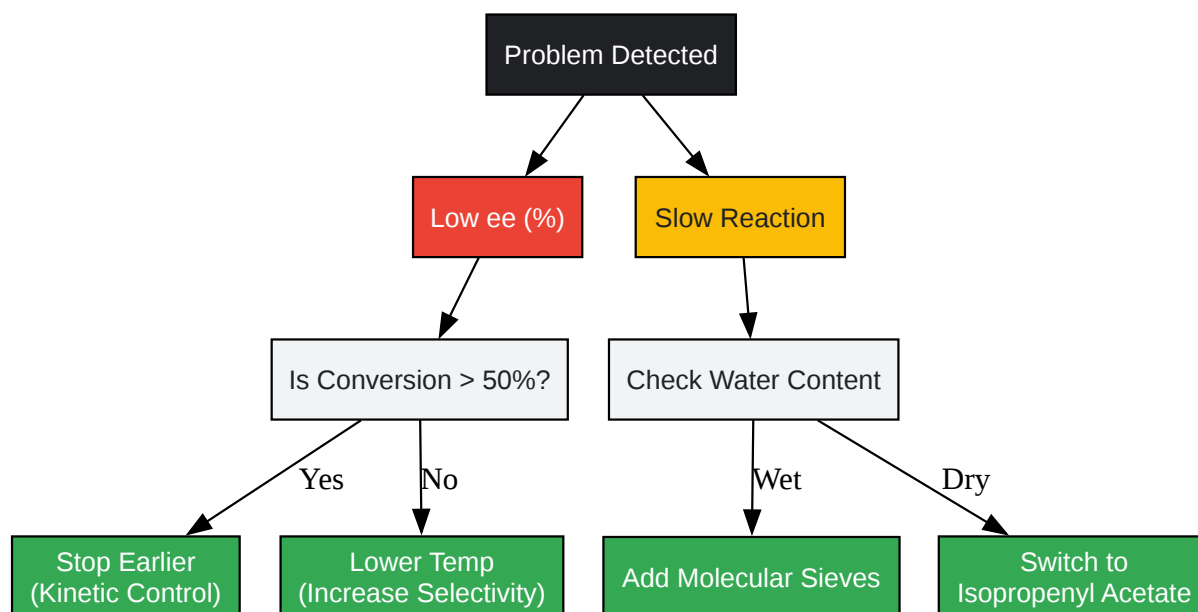 Problem Detected
Low ee (%)
Slow Reaction
Is Conversion > 50%?
Check Water Content
Yes
No
Wet
Dry
Stop Earlier
(Kinetic Control)
Lower Temp
(Increase Selectivity)
Add Molecular Sieves
Switch to
Isopropenyl Acetate